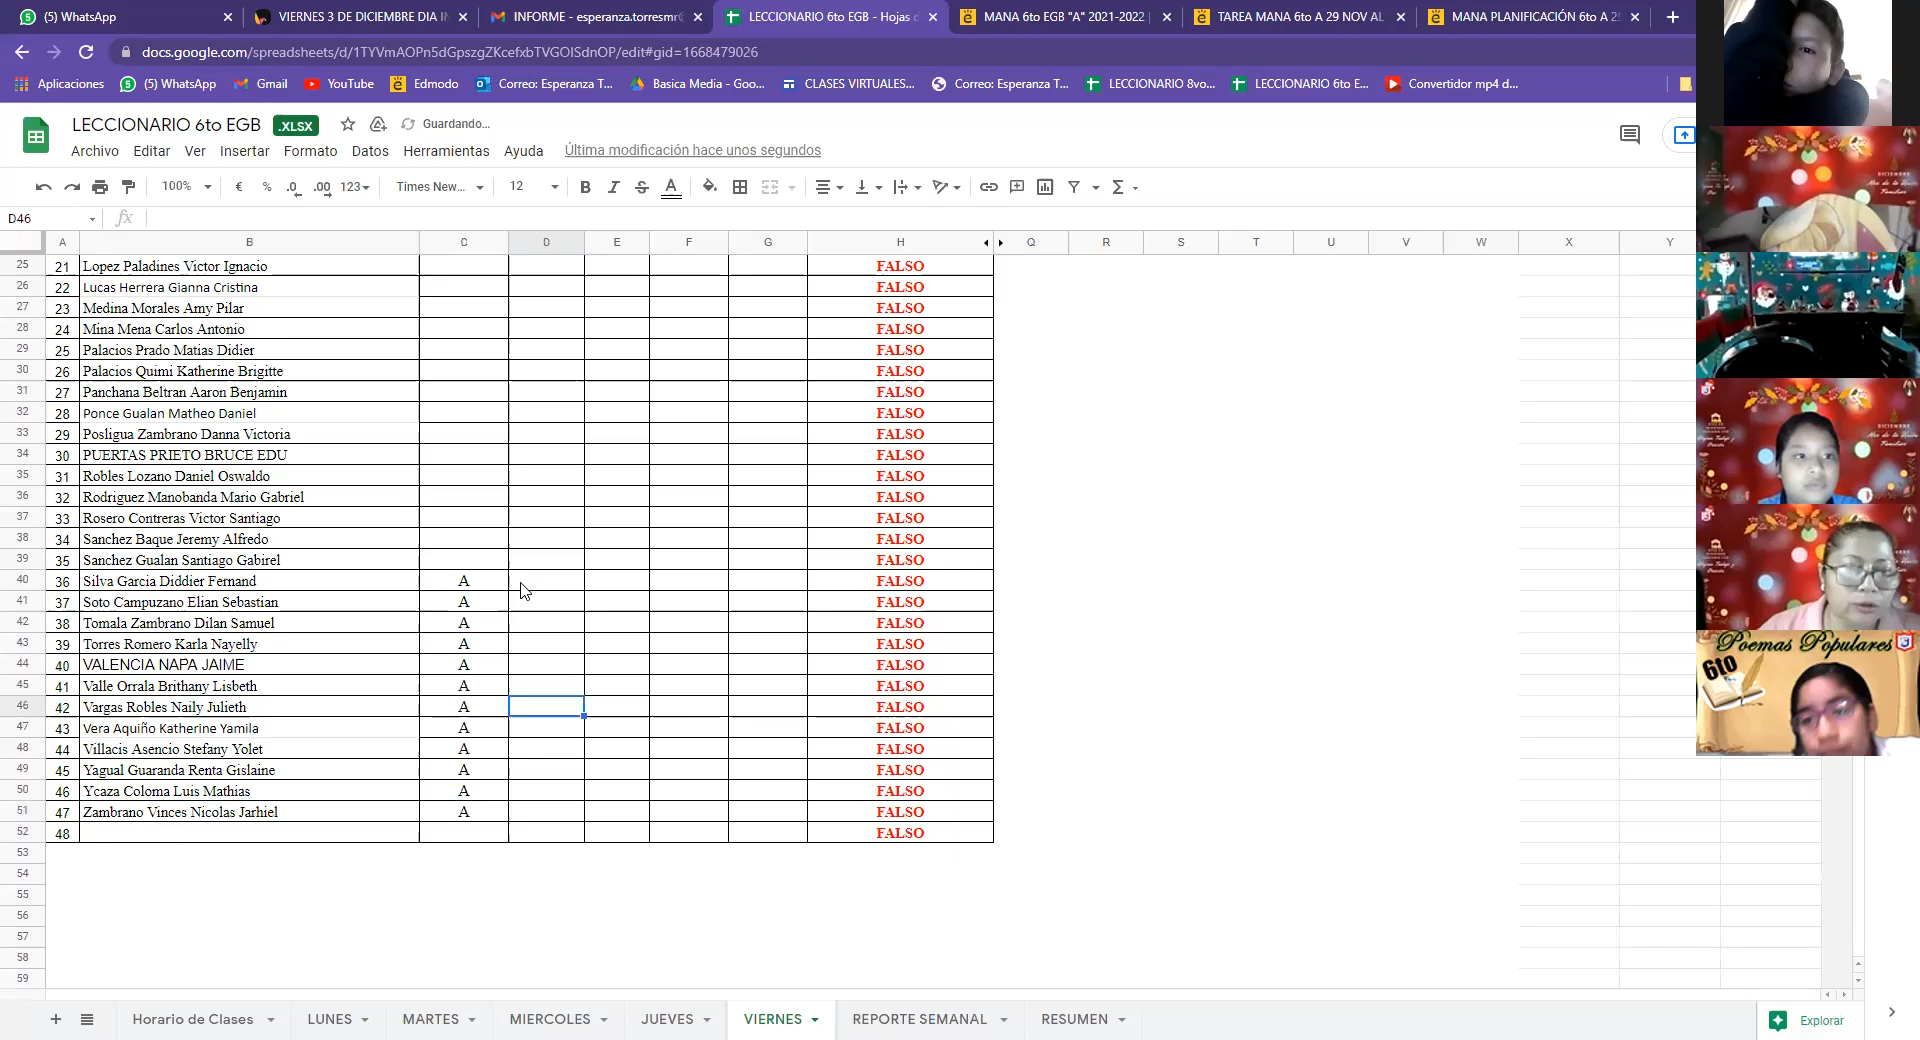 (5) WhatsApp
VIERNES 3 DE DICIEMBRE DIA I
INFORME - esperanza.torresmr@
LECCIONARIO 6to EGB - Hojas d
MANA 6to EGB "A" 2021-2022 |
TAREA MANA 6to A 29 NOV AL
MANA PLANIFICACIÓN 6to A 2
docs.google.com/spreadsheets/d/1TYVmAOPn5dGpszgZKcefxbTVGOISdnOP/edit#gid=1668479026
Aplicaciones (5) WhatsApp Gmail YouTube Edmodo Correo: Esperanza T... Basica Media - Goo... CLASES VIRTUALES... Correo: Esperanza T... LECCIONARIO 8vo... LECCIONARIO 6to E... Convertidor mp4 d...
LECCIONARIO 6to EGB .XLSX Guardando...
Archivo Editar Ver Insertar Formato Datos Herramientas Ayuda Última modificación hace unos segundos
100% € % .0 .00 123 Times New... 12 B I S A
D46 fx
A B C D E F G H Q R S T U V W X Y
25 21 Lopez Paladines Victor Ignacio FALSO
26 22 Lucas Herrera Gianna Cristina FALSO
27 23 Medina Morales Amy Pilar FALSO
28 24 Mina Mena Carlos Antonio FALSO
29 25 Palacios Prado Matias Didier FALSO
30 26 Palacios Quimi Katherine Brigitte FALSO
31 27 Panchana Beltran Aaron Benjamin FALSO
32 28 Ponce Gualan Matheo Daniel FALSO
33 29 Posligua Zambrano Danna Victoria FALSO
34 30 PUERTAS PRIETO BRUCE EDU FALSO
35 31 Robles Lozano Daniel Oswaldo FALSO
36 32 Rodriguez Manobanda Mario Gabriel FALSO
37 33 Rosero Contreras Victor Santiago FALSO
38 34 Sanchez Baque Jeremy Alfredo FALSO
39 35 Sanchez Gualan Santiago Gabirel FALSO
40 36 Silva Garcia Diddier Fernand A FALSO
41 37 Soto Campuzano Elian Sebastian A FALSO
42 38 Tomala Zambrano Dilan Samuel A FALSO
43 39 Torres Romero Karla Nayelly A FALSO
44 40 VALENCIA NAPA JAIME A FALSO
45 41 Valle Orrala Brithany Lisbeth A FALSO
46 42 Vargas Robles Naily Julieth A FALSO
47 43 Vera Aquiño Katherine Yamila A FALSO
48 44 Villacis Asencio Stefany Yolet A FALSO
49 45 Yagual Guaranda Renta Gislaine A FALSO
50 46 Ycaza Coloma Luis Mathias A FALSO
51 47 Zambrano Vinces Nicolas Jarhiel A FALSO
52 48 FALSO
53
54
55
56
57
58
59
DICIEMBRE
DICIEMBRE
Poemas Populares
6to
Horario de Clases LUNES MARTES MIERCOLES JUEVES VIERNES REPORTE SEMANAL RESUMEN Explorar